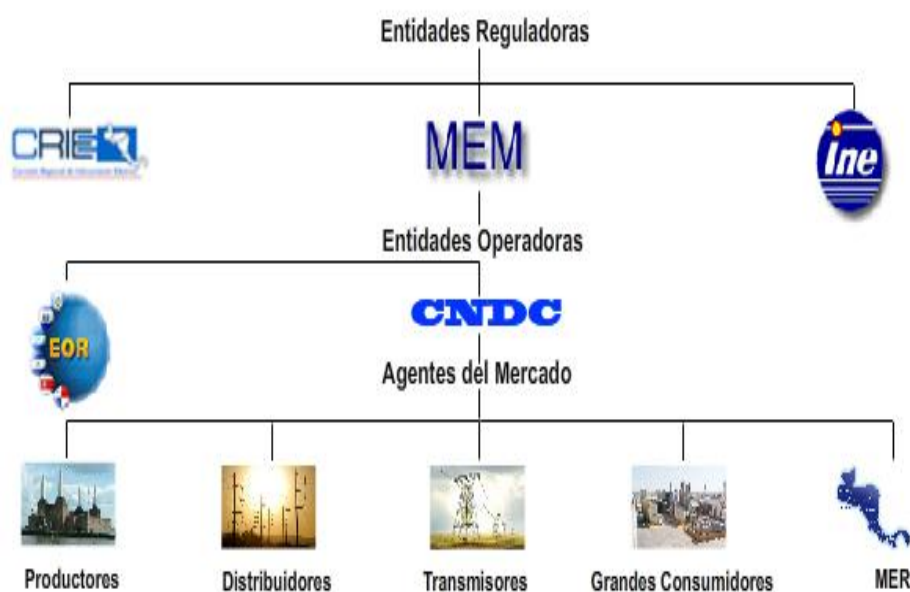 Entidades Reguladoras
CRIE
MEM
ine
Entidades Operadoras
CNDC
EOR
Agentes del Mercado
Productores
Distribuidores
Transmisores
Grandes Consumidores
MER